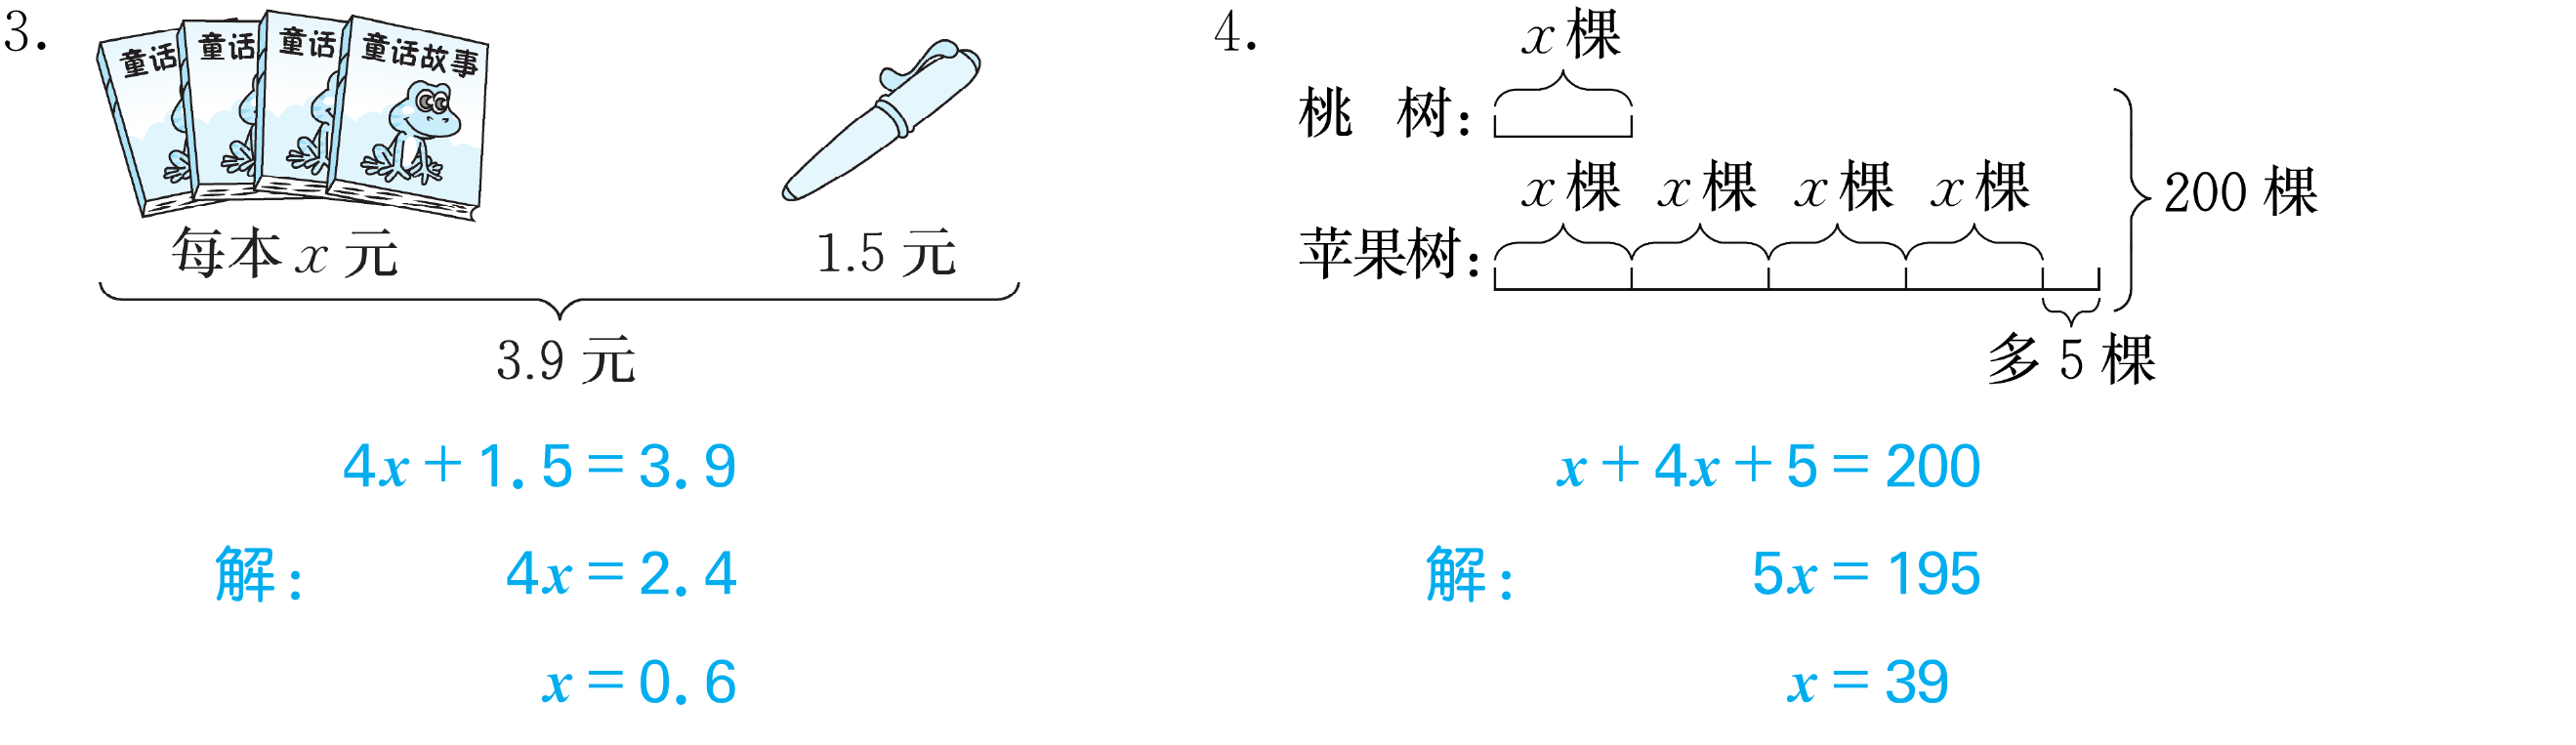 3.
童话 童话 童话 童话故事
每本 x 元 1.5 元
3.9 元
4x+1.5=3.9
解: 4x=2.4
x=0.6
4.
x 棵
桃 树:
x 棵 x 棵 x 棵 x 棵
苹果树:
200 棵
多 5 棵
x+4x+5=200
解: 5x=195
x=39